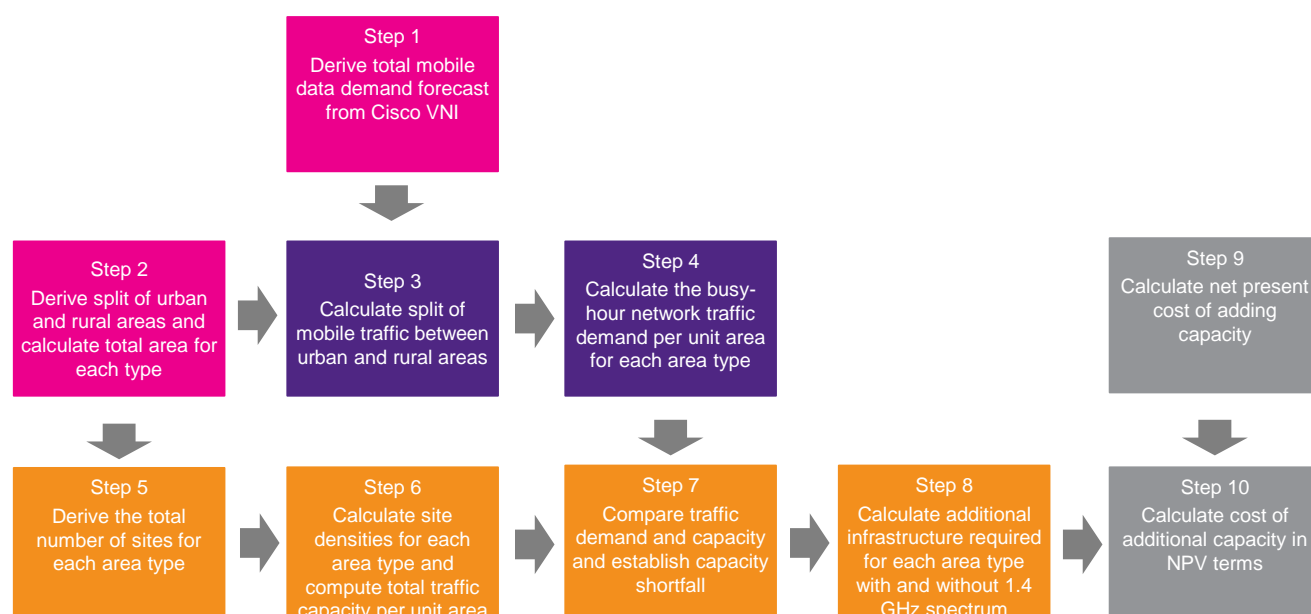 Step 1
Derive total mobile
data demand forecast
from Cisco VNI
Step 2
Derive split of urban
and rural areas and
calculate total area for
each type
Step 3
Calculate split of
mobile traffic between
urban and rural areas
Step 4
Calculate the busy-
hour network traffic
demand per unit area
for each area type
Step 9
Calculate net present
cost of adding
capacity
Step 5
Derive the total
number of sites for
each area type
Step 6
Calculate site
densities for each
area type and
compute total traffic
capacity per unit area
Step 7
Compare traffic
demand and capacity
and establish capacity
shortfall
Step 8
Calculate additional
infrastructure required
for each area type
with and without 1.4
GHz spectrum
Step 10
Calculate cost of
additional capacity in
NPV terms